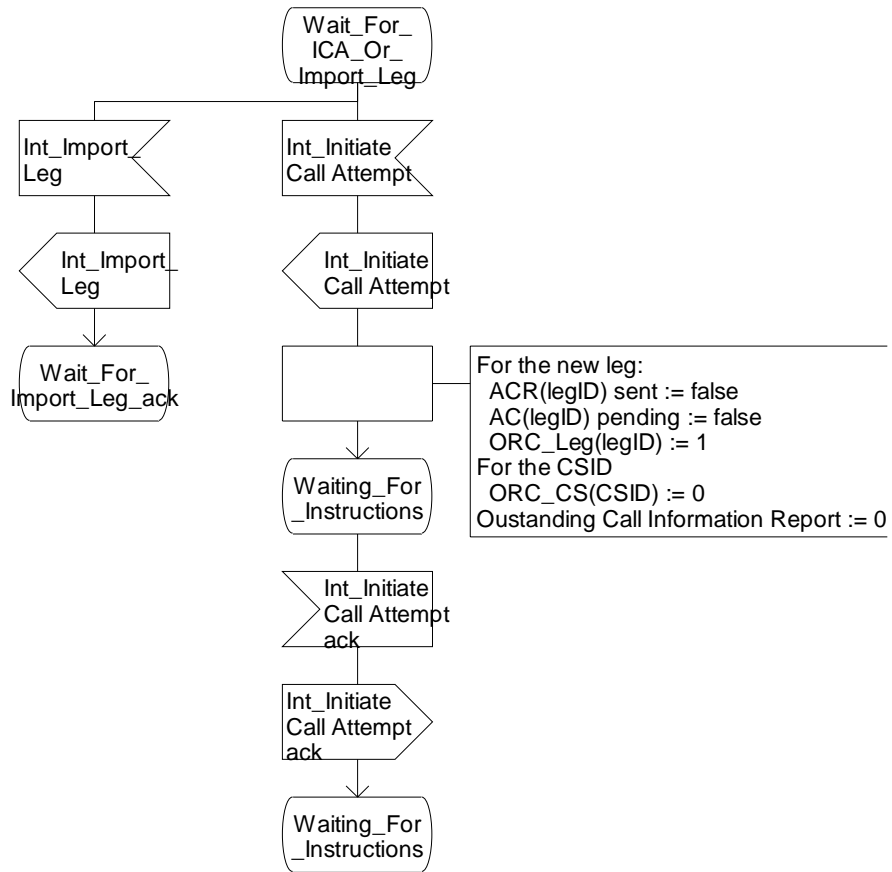 Wait_For_
ICA_Or_
Import_Leg
Int_Import_
Leg
Int_Initiate
Call Attempt
Int_Import_
Leg
Int_Initiate
Call Attempt
Wait_For_
Import_Leg_ack
For the new leg:
ACR(legID) sent := false
AC(legID) pending := false
ORC_Leg(legID) := 1
For the CSID
ORC_CS(CSID) := 0
Oustanding Call Information Report := 0
Waiting_For
_Instructions
Int_Initiate
Call Attempt
ack
Int_Initiate
Call Attempt
ack
Waiting_For
_Instructions